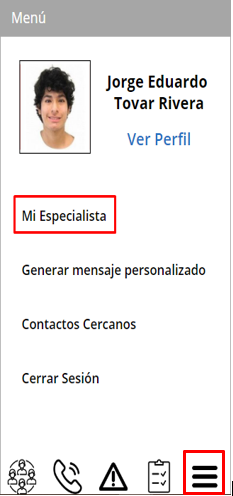 Menú
Jorge Eduardo
Tovar Rivera
Ver Perfil
Mi Especialista
Generar mensaje personalizado
Contactos Cercanos
Cerrar Sesión